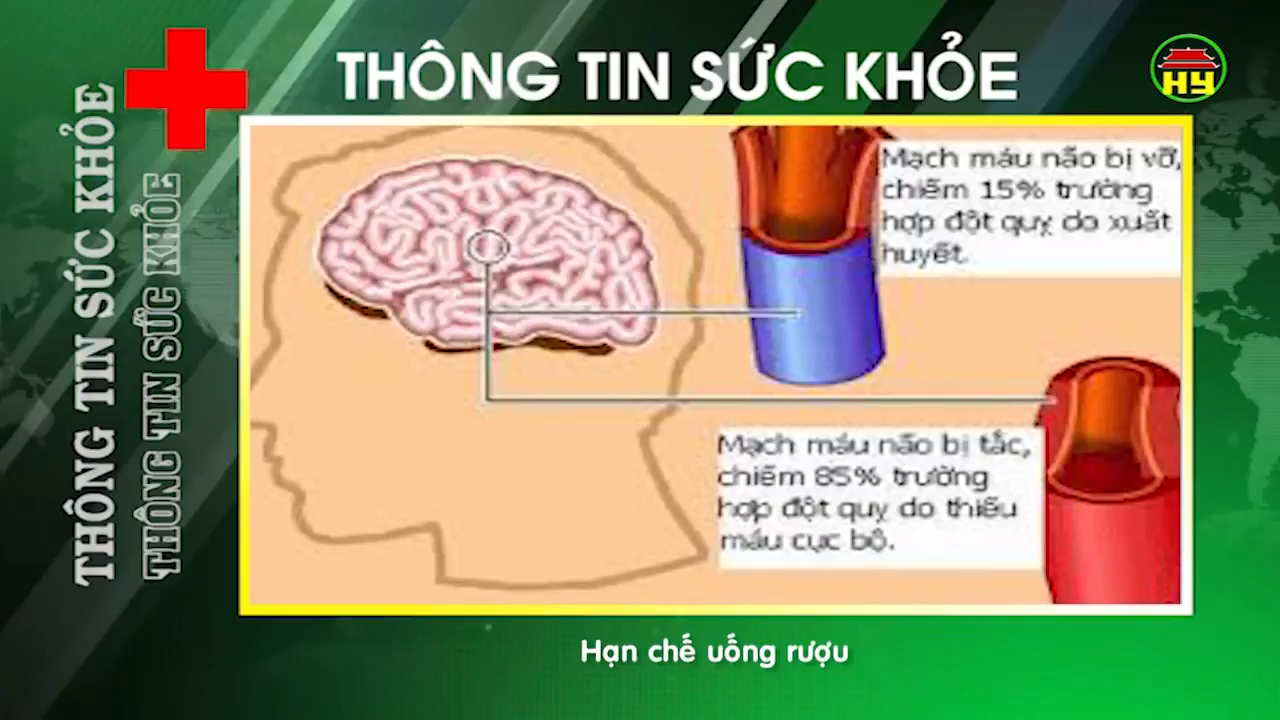 THÔNG TIN SỨC KHỎE
HY
THÔNG TIN SỨC KHỎE
THÔNG TIN SỨC KHỎE
Mạch máu não bị vỡ,
chiếm 15% trường
hợp đột quỵ do xuất
huyết.
Mạch máu não bị tắc,
chiếm 85% trường
hợp đột quỵ do thiếu
máu cục bộ.
Hạn chế uống rượu